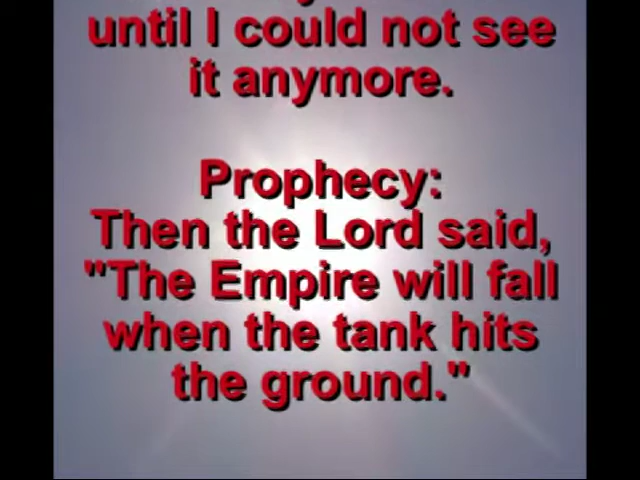 until I could not see
it anymore.
Prophecy:
Then the Lord said,
"The Empire will fall
when the tank hits
the ground."